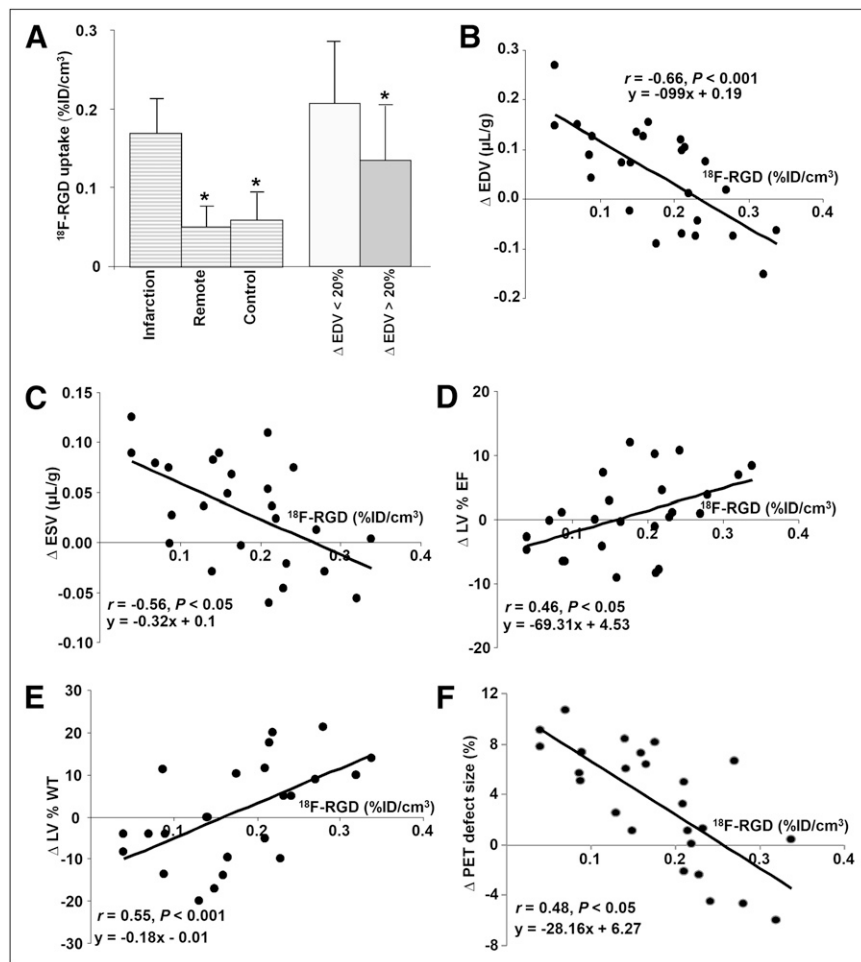 A
¹⁸F-RGD uptake (%ID/cm³)
0.3
0.2
0.1
0
*
*
*
Infarction
Remote
Control
Δ EDV < 20%
Δ EDV > 20%
B
Δ EDV (µL/g)
0.3
0.2
0.1
0.0
-0.1
-0.2
r = -0.66, P < 0.001
y = -099x + 0.19
¹⁸F-RGD (%ID/cm³)
0.1 0.2 0.3 0.4
C
Δ ESV (µL/g)
0.15
0.10
0.05
0.00
-0.05
-0.10
¹⁸F-RGD (%ID/cm³)
0.1 0.2 0.3 0.4
r = -0.56, P < 0.05
y = -0.32x + 0.1
D
Δ LV % EF
20
10
0
-10
-20
¹⁸F-RGD (%ID/cm³)
0.1 0.2 0.3 0.4
r = 0.46, P < 0.05
y = -69.31x + 4.53
E
Δ LV % WT
30
20
10
0
-10
-20
-30
¹⁸F-RGD (%ID/cm³)
0.1 0.2 0.3 0.4
r = 0.55, P < 0.001
y = -0.18x - 0.01
F
Δ PET defect size (%)
12
8
4
0
-4
-8
¹⁸F-RGD (%ID/cm³)
0.1 0.2 0.3 0.4
r = 0.48, P < 0.05
y = -28.16x + 6.27